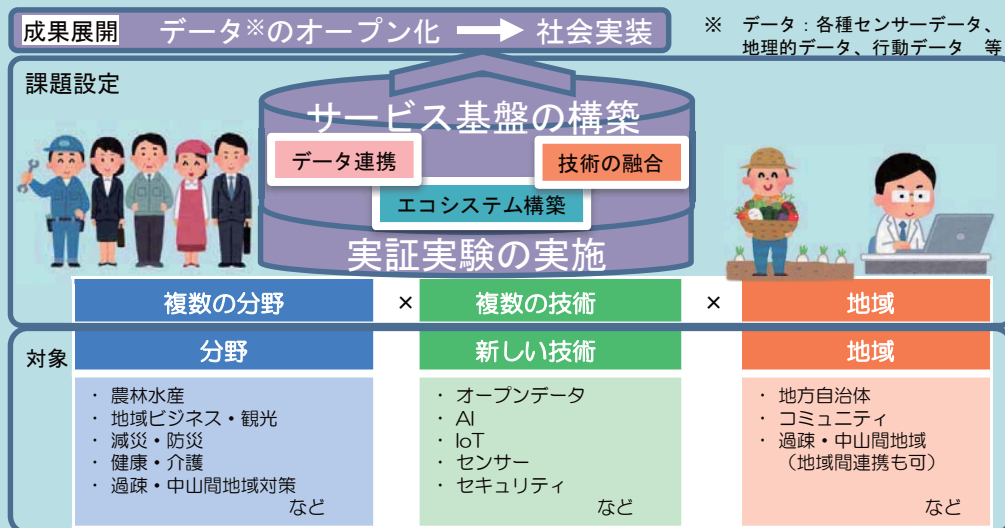 成果展開 データ※のオープン化 社会実装
※ データ：各種センサーデータ、
地理的データ、行動データ 等
課題設定
サービス基盤の構築
データ連携
技術の融合
エコシステム構築
実証実験の実施
複数の分野 × 複数の技術 × 地域
対象
分野
・ 農林水産
・ 地域ビジネス・観光
・ 減災・防災
・ 健康・介護
・ 過疎・中山間地域対策
など
新しい技術
・ オープンデータ
・ AI
・ IoT
・ センサー
・ セキュリティ
など
地域
・ 地方自治体
・ コミュニティ
・ 過疎・中山間地域
（地域間連携も可）
など